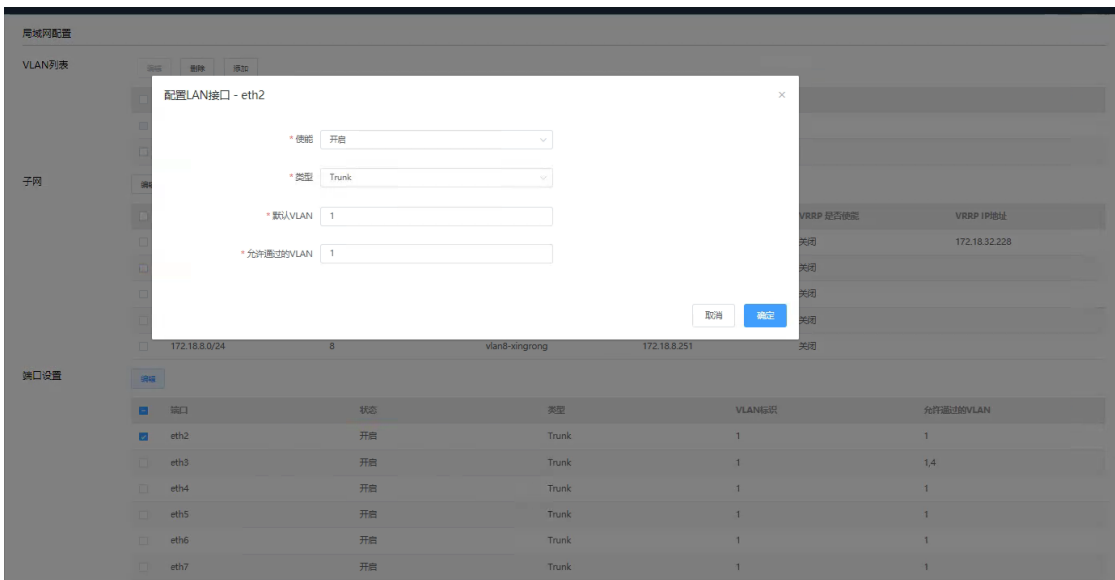 局域网配置
VLAN列表
编辑 删除 添加
配置LAN接口 - eth2 ×
* 使能 开启
* 类型 Trunk
* 默认VLAN 1
* 允许通过的VLAN 1
取消 确定
子网
编辑
VRRP 是否使能 VRRP IP地址
关闭 172.18.32.228
关闭
关闭
关闭
172.18.8.0/24 8 vlan8-xingrong 172.18.8.251 关闭
端口设置
编辑
端口 状态 类型 VLAN标识 允许通过的VLAN
eth2 开启 Trunk 1 1
eth3 开启 Trunk 1 1,4
eth4 开启 Trunk 1 1
eth5 开启 Trunk 1 1
eth6 开启 Trunk 1 1
eth7 开启 Trunk 1 1